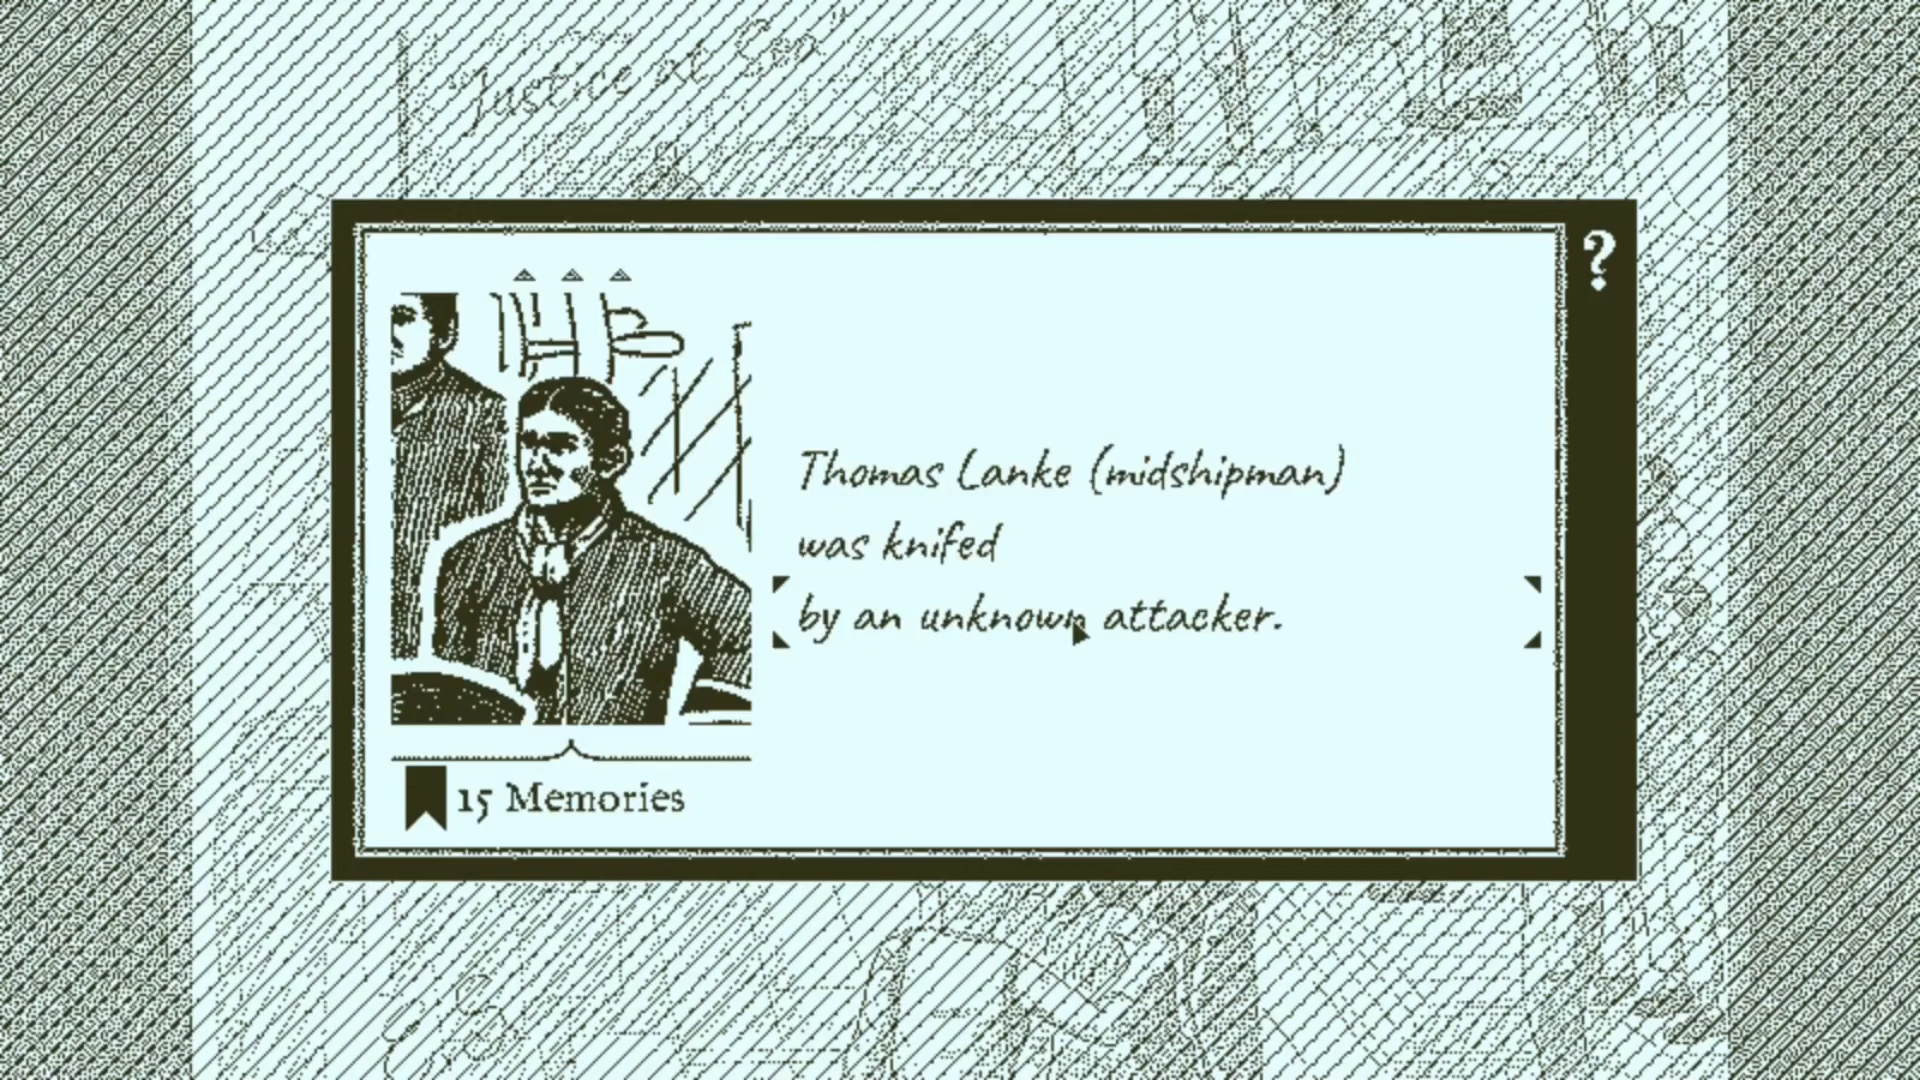 "Justice at Sea"
?
Thomas Lanke (midshipman)
was knifed
by an unknown attacker.
15 Memories